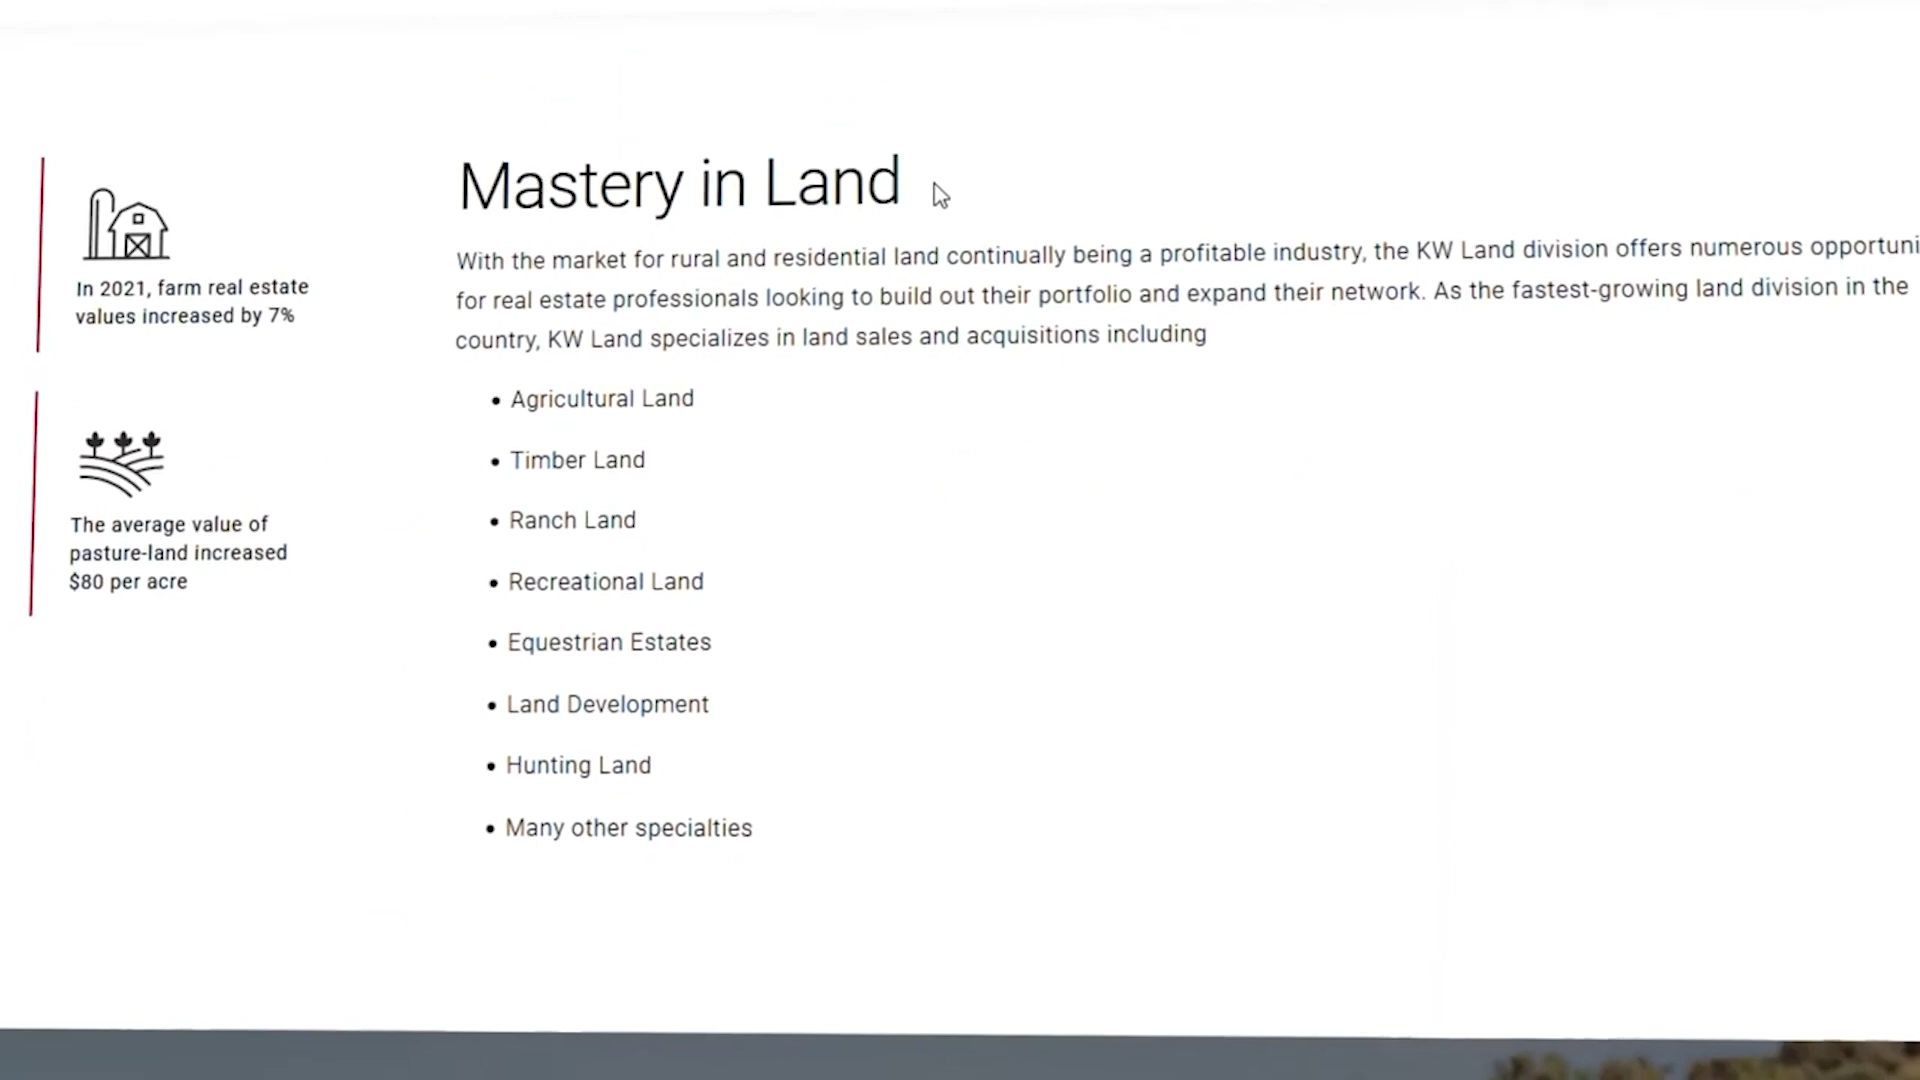 In 2021, farm real estate
values increased by 7%
The average value of
pasture-land increased
$80 per acre
Mastery in Land
With the market for rural and residential land continually being a profitable industry, the KW Land division offers numerous
for real estate professionals looking to build out their portfolio and expand their network. As the fastest-growing land division in the
country, KW Land specializes in land sales and acquisitions including
• Agricultural Land
• Timber Land
• Ranch Land
• Recreational Land
• Equestrian Estates
• Land Development
• Hunting Land
• Many other specialties